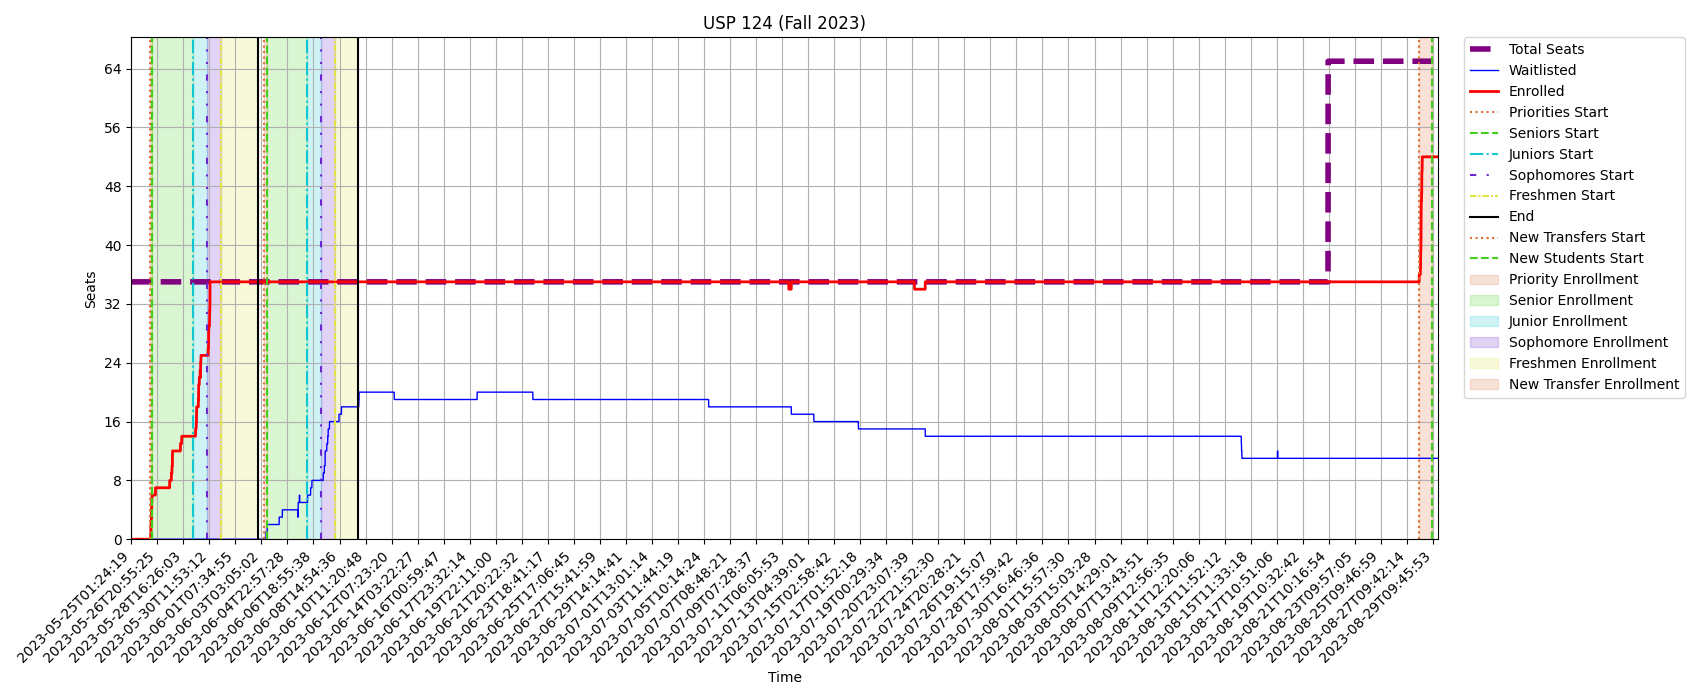 USP 124 (Fall 2023)
Seats
64
56
48
40
32
24
16
8
0
2023-05-25T01:24:19
2023-05-26T20:55:25
2023-05-28T16:26:03
2023-05-30T11:53:12
2023-06-01T07:34:55
2023-06-03T03:05:02
2023-06-04T22:57:28
2023-06-06T18:55:38
2023-06-08T14:54:36
2023-06-10T11:20:48
2023-06-12T07:23:20
2023-06-14T03:22:27
2023-06-16T00:59:47
2023-06-17T23:32:14
2023-06-19T22:11:00
2023-06-21T20:22:32
2023-06-23T18:41:17
2023-06-25T17:06:45
2023-06-27T15:41:59
2023-06-29T14:14:41
2023-07-01T13:01:14
2023-07-03T11:44:19
2023-07-05T10:14:24
2023-07-07T08:48:21
2023-07-09T07:28:37
2023-07-11T06:05:53
2023-07-13T04:39:01
2023-07-15T02:58:42
2023-07-17T01:52:18
2023-07-19T00:29:34
2023-07-20T23:07:39
2023-07-22T21:52:30
2023-07-24T20:28:21
2023-07-26T19:15:07
2023-07-28T17:59:42
2023-07-30T16:46:36
2023-08-01T15:57:30
2023-08-03T15:03:28
2023-08-05T14:29:01
2023-08-07T13:43:51
2023-08-09T12:56:35
2023-08-11T12:20:06
2023-08-13T11:52:12
2023-08-15T11:33:18
2023-08-17T10:51:06
2023-08-19T10:32:42
2023-08-21T10:16:54
2023-08-23T09:57:05
2023-08-25T09:46:59
2023-08-27T09:42:14
2023-08-29T09:45:53
Time
Total Seats
Waitlisted
Enrolled
Priorities Start
Seniors Start
Juniors Start
Sophomores Start
Freshmen Start
End
New Transfers Start
New Students Start
Priority Enrollment
Senior Enrollment
Junior Enrollment
Sophomore Enrollment
Freshmen Enrollment
New Transfer Enrollment